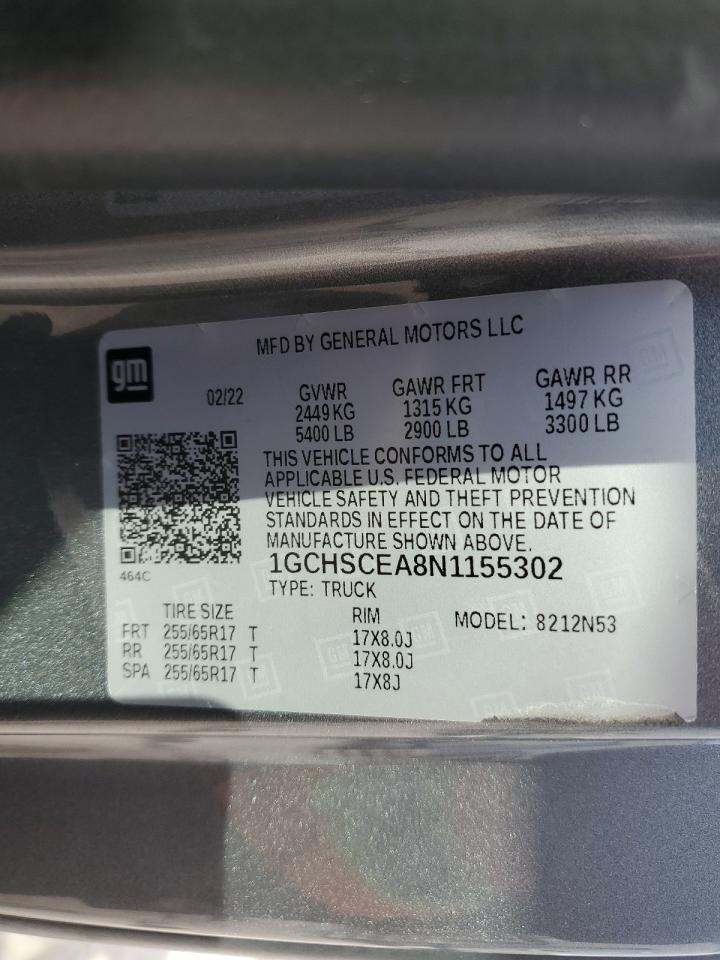 MFD BY GENERAL MOTORS LLC
gm
02/22
GVWR GAWR FRT GAWR RR
2449 KG 1315 KG 1497 KG
5400 LB 2900 LB 3300 LB
THIS VEHICLE CONFORMS TO ALL
APPLICABLE U.S. FEDERAL MOTOR
VEHICLE SAFETY AND THEFT PREVENTION
STANDARDS IN EFFECT ON THE DATE OF
MANUFACTURE SHOWN ABOVE.
464C
1GCHSCEA8N1155302
TYPE: TRUCK
TIRE SIZE RIM MODEL: 8212N53
FRT 255/65R17 T 17X8.0J
RR 255/65R17 T 17X8.0J
SPA 255/65R17 T 17X8J